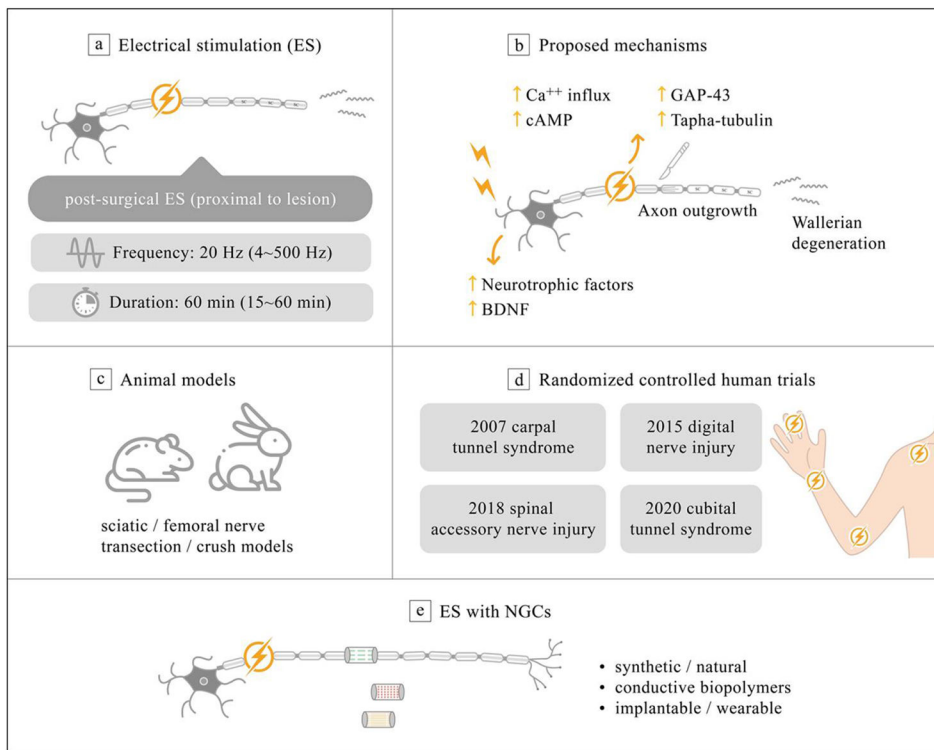 a Electrical stimulation (ES)
post-surgical ES (proximal to lesion)
Frequency: 20 Hz (4~500 Hz)
Duration: 60 min (15~60 min)
b Proposed mechanisms
↑ Ca++ influx
↑ cAMP
↑ GAP-43
↑ Tapha-tubulin
Axon outgrowth
Wallerian
degeneration
↑ Neurotrophic factors
↑ BDNF
c Animal models
sciatic / femoral nerve
transection / crush models
d Randomized controlled human trials
2007 carpal
tunnel syndrome
2015 digital
nerve injury
2018 spinal
accessory nerve injury
2020 cubital
tunnel syndrome
e ES with NGCs
• synthetic / natural
• conductive biopolymers
• implantable / wearable